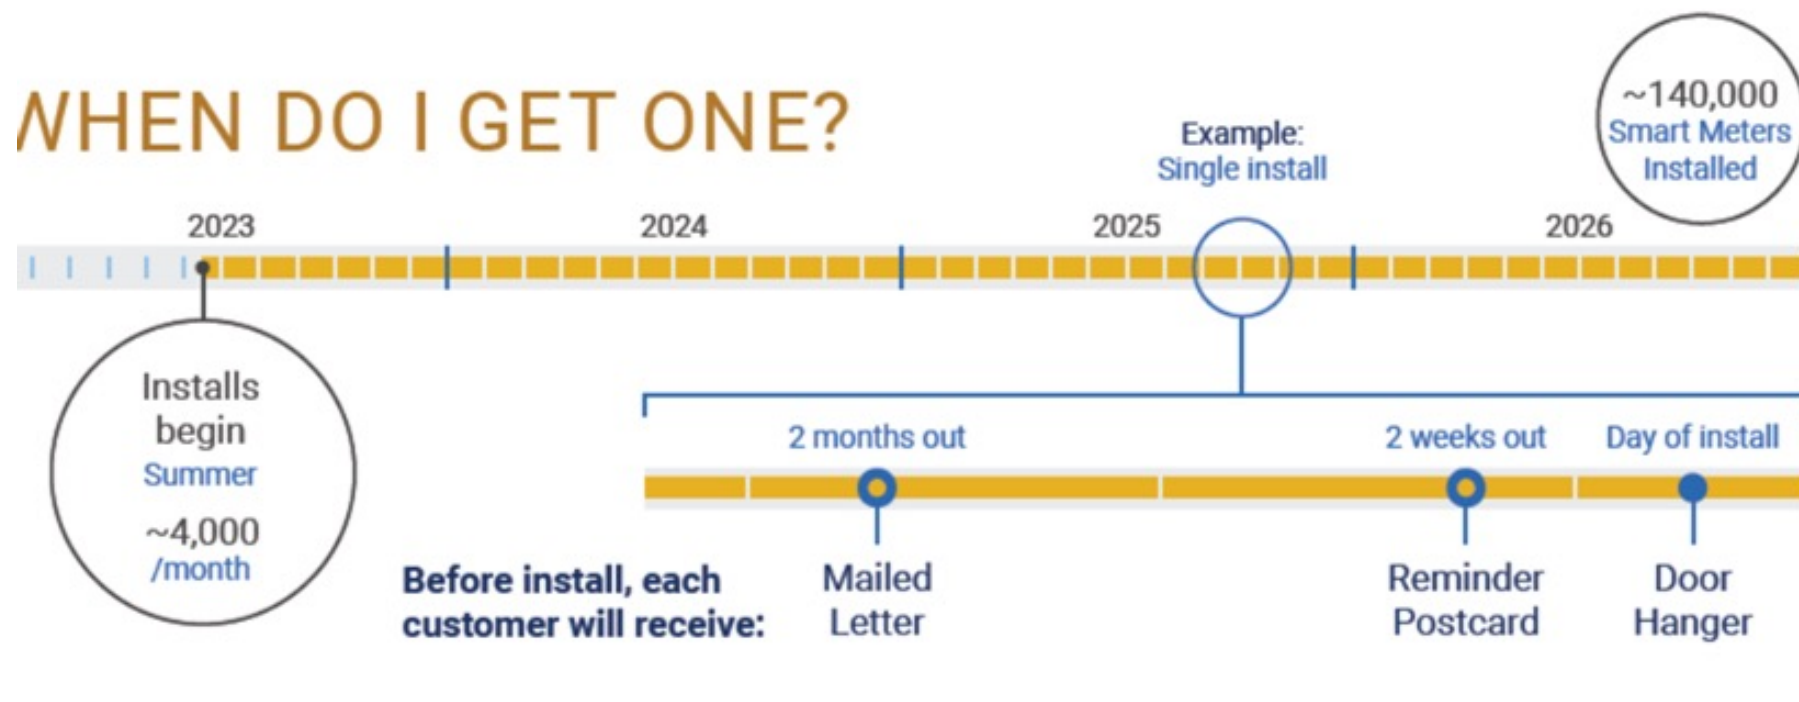 WHEN DO I GET ONE?
~140,000
Smart Meters
Installed
Example:
Single install
2023
2024
2025
2026
Installs
begin
Summer
~4,000
/month
2 months out
2 weeks out
Day of install
Before install, each
customer will receive:
Mailed
Letter
Reminder
Postcard
Door
Hanger